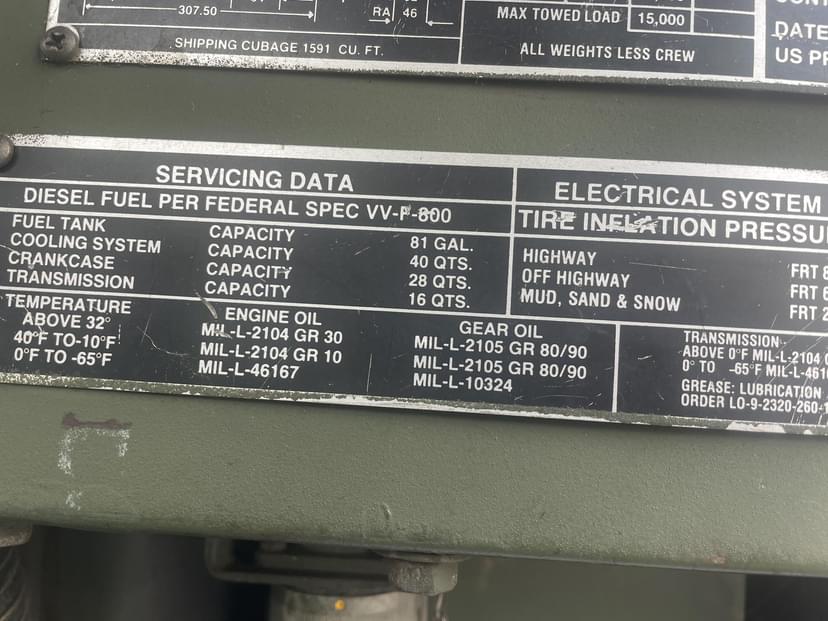 307.50
RA 46
SHIPPING CUBAGE 1591 CU. FT.
MAX TOWED LOAD 15,000
ALL WEIGHTS LESS CREW
DATE
US
SERVICING DATA
DIESEL FUEL PER FEDERAL SPEC VV-F-800
FUEL TANK CAPACITY 81 GAL.
COOLING SYSTEM CAPACITY 40 QTS.
CRANKCASE CAPACITY 28 QTS.
TRANSMISSION CAPACITY 16 QTS.
ELECTRICAL SYSTEM
TIRE INFLATION PRESSU
HIGHWAY FRT
OFF HIGHWAY FRT
MUD, SAND & SNOW FRT
TEMPERATURE ENGINE OIL GEAR OIL
ABOVE 32° MIL-L-2104 GR 30 MIL-L-2105 GR 80/90
40°F TO-10°F MIL-L-2104 GR 10 MIL-L-2105 GR 80/90
0°F TO -65°F MIL-L-46167 MIL-L-10324
TRANSMISSION
ABOVE 0°F MIL-L-2104
0° TO -65°F MIL-L-461
GREASE: LUBRICATION
ORDER LO-9-2320-260-